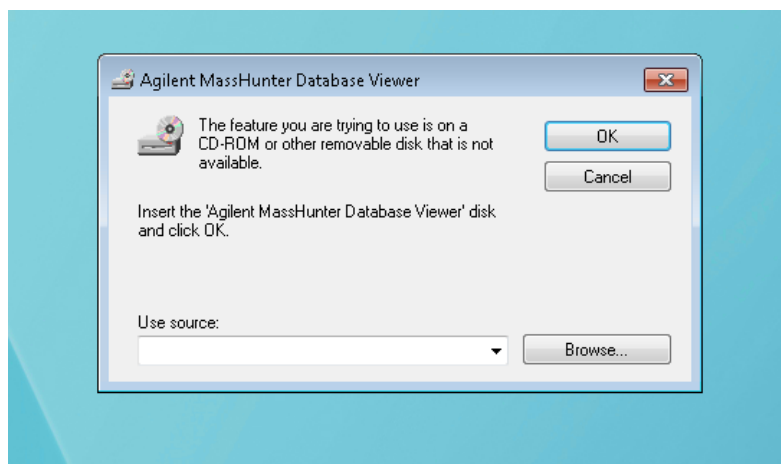 Agilent MassHunter Database Viewer
The feature you are trying to use is on a
CD-ROM or other removable disk that is not
available.
OK
Cancel
Insert the 'Agilent MassHunter Database Viewer' disk
and click OK.
Use source:
Browse...